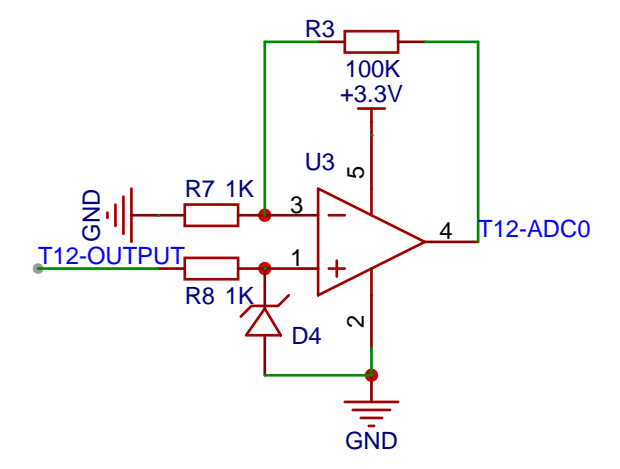 R3
100K
+3.3V
U3
5
R7 1K
3
GND
4
T12-ADC0
T12-OUTPUT
1
R8 1K
2
D4
GND